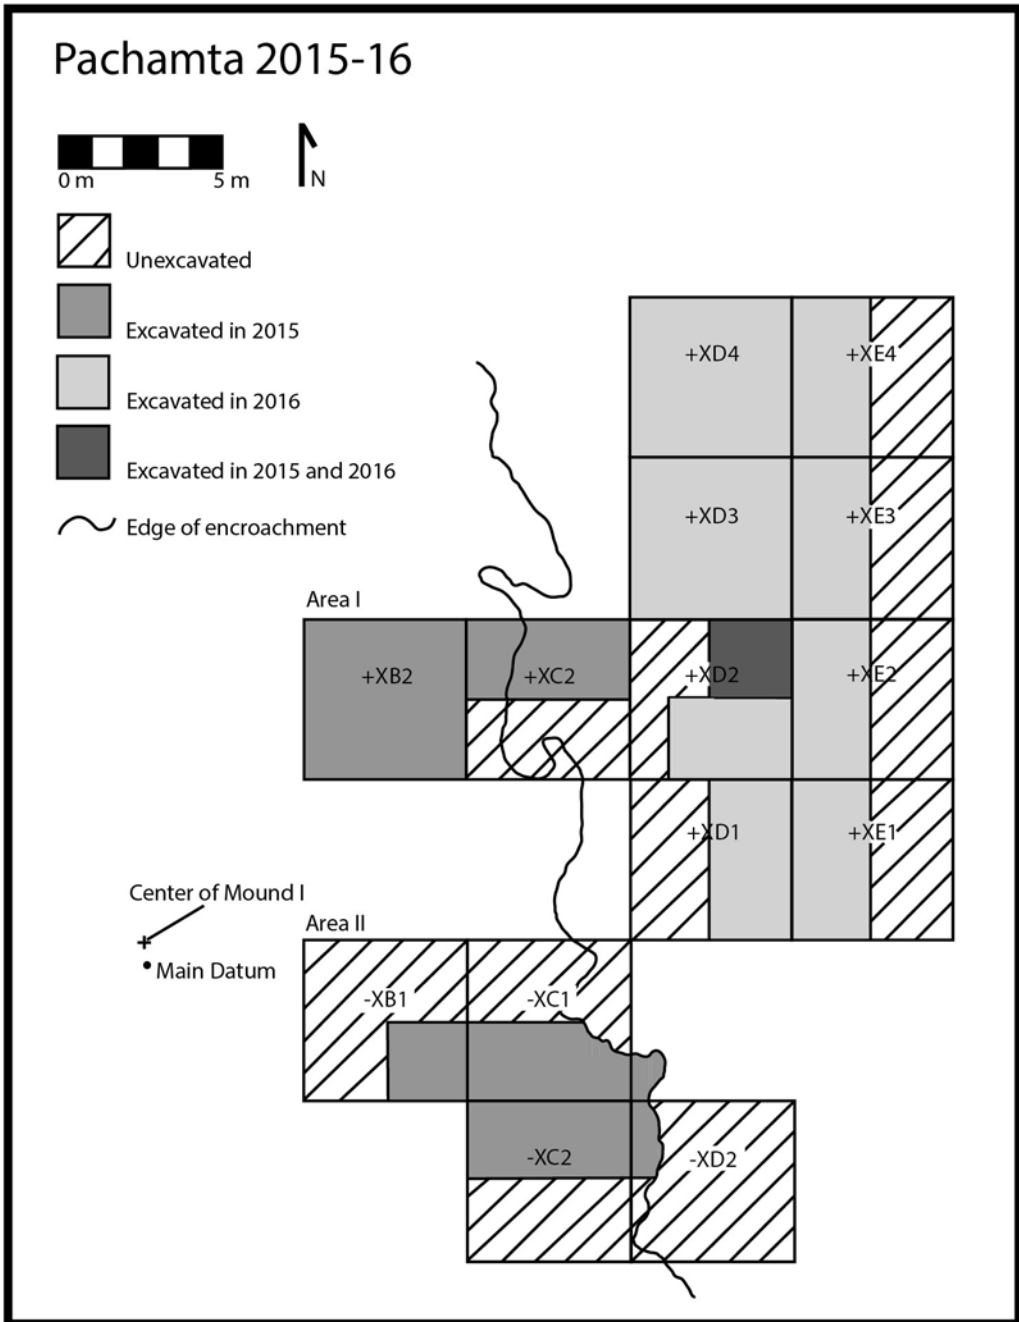 Pachamta 2015-16
0 m 5 m
N
Unexcavated
Excavated in 2015
Excavated in 2016
Excavated in 2015 and 2016
Edge of encroachment
+XD4 +XE4
+XD3 +XE3
Area I
+XB2 +XC2 +XD2 +XE2
+XD1 +XE1
Center of Mound I
Area II
Main Datum
-XB1 -XC1
-XC2 -XD2